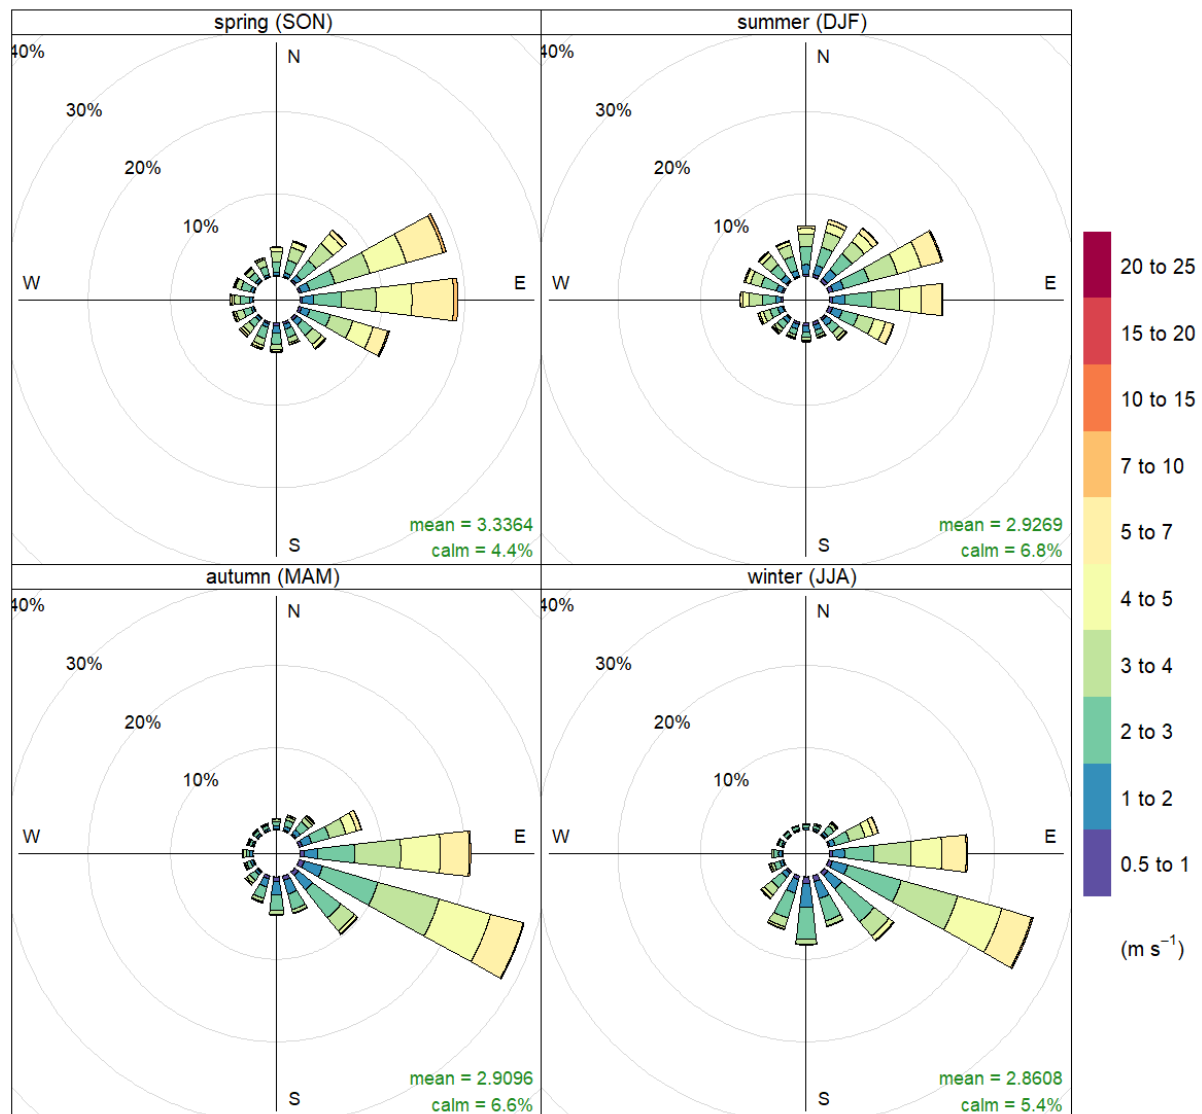 spring (SON)
40%
30%
20%
10%
N
W
E
S
mean = 3.3364
calm = 4.4%
summer (DJF)
40%
30%
20%
10%
N
W
E
S
mean = 2.9269
calm = 6.8%
autumn (MAM)
40%
30%
20%
10%
N
W
E
S
mean = 2.9096
calm = 6.6%
winter (JJA)
40%
30%
20%
10%
N
W
E
S
mean = 2.8608
calm = 5.4%
20 to 25
15 to 20
10 to 15
7 to 10
5 to 7
4 to 5
3 to 4
2 to 3
1 to 2
0.5 to 1
(m s⁻¹)